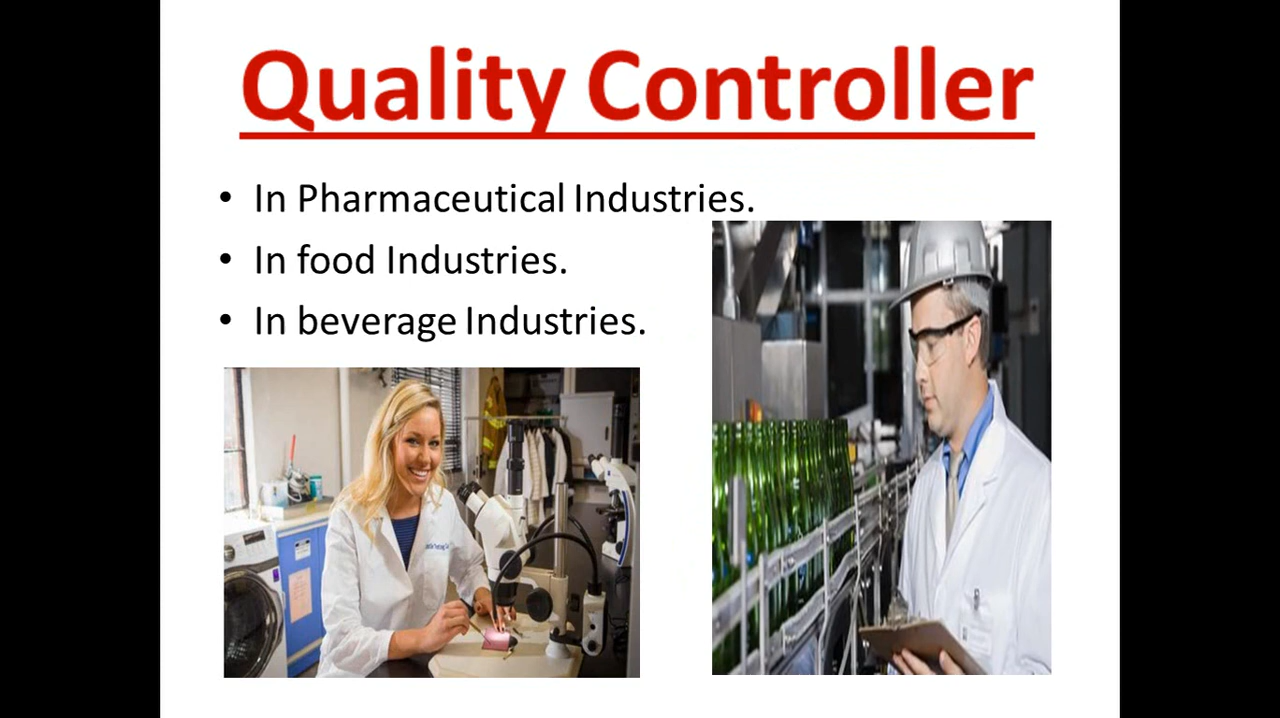 Quality Controller
• In Pharmaceutical Industries.
• In food Industries.
• In beverage Industries.